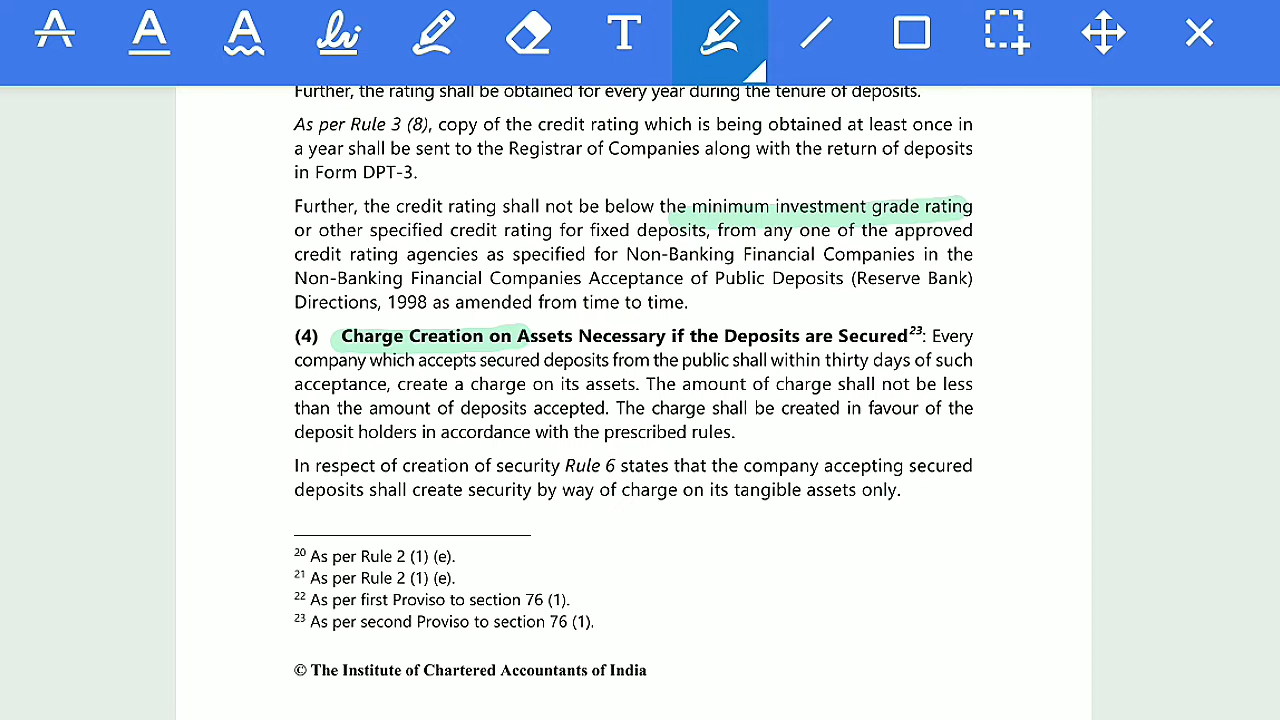 Further, the rating shall be obtained for every year during the tenure of deposits.
As per Rule 3 (8), copy of the credit rating which is being obtained at least once in
a year shall be sent to the Registrar of Companies along with the return of deposits
in Form DPT-3.
Further, the credit rating shall not be below the minimum investment grade rating
or other specified credit rating for fixed deposits, from any one of the approved
credit rating agencies as specified for Non-Banking Financial Companies in the
Non-Banking Financial Companies Acceptance of Public Deposits (Reserve Bank)
Directions, 1998 as amended from time to time.
(4) Charge Creation on Assets Necessary if the Deposits are Secured23: Every
company which accepts secured deposits from the public shall within thirty days of such
acceptance, create a charge on its assets. The amount of charge shall not be less
than the amount of deposits accepted. The charge shall be created in favour of the
deposit holders in accordance with the prescribed rules.
In respect of creation of security Rule 6 states that the company accepting secured
deposits shall create security by way of charge on its tangible assets only.
20 As per Rule 2 (1) (e).
21 As per Rule 2 (1) (e).
22 As per first Proviso to section 76 (1).
23 As per second Proviso to section 76 (1).
© The Institute of Chartered Accountants of India